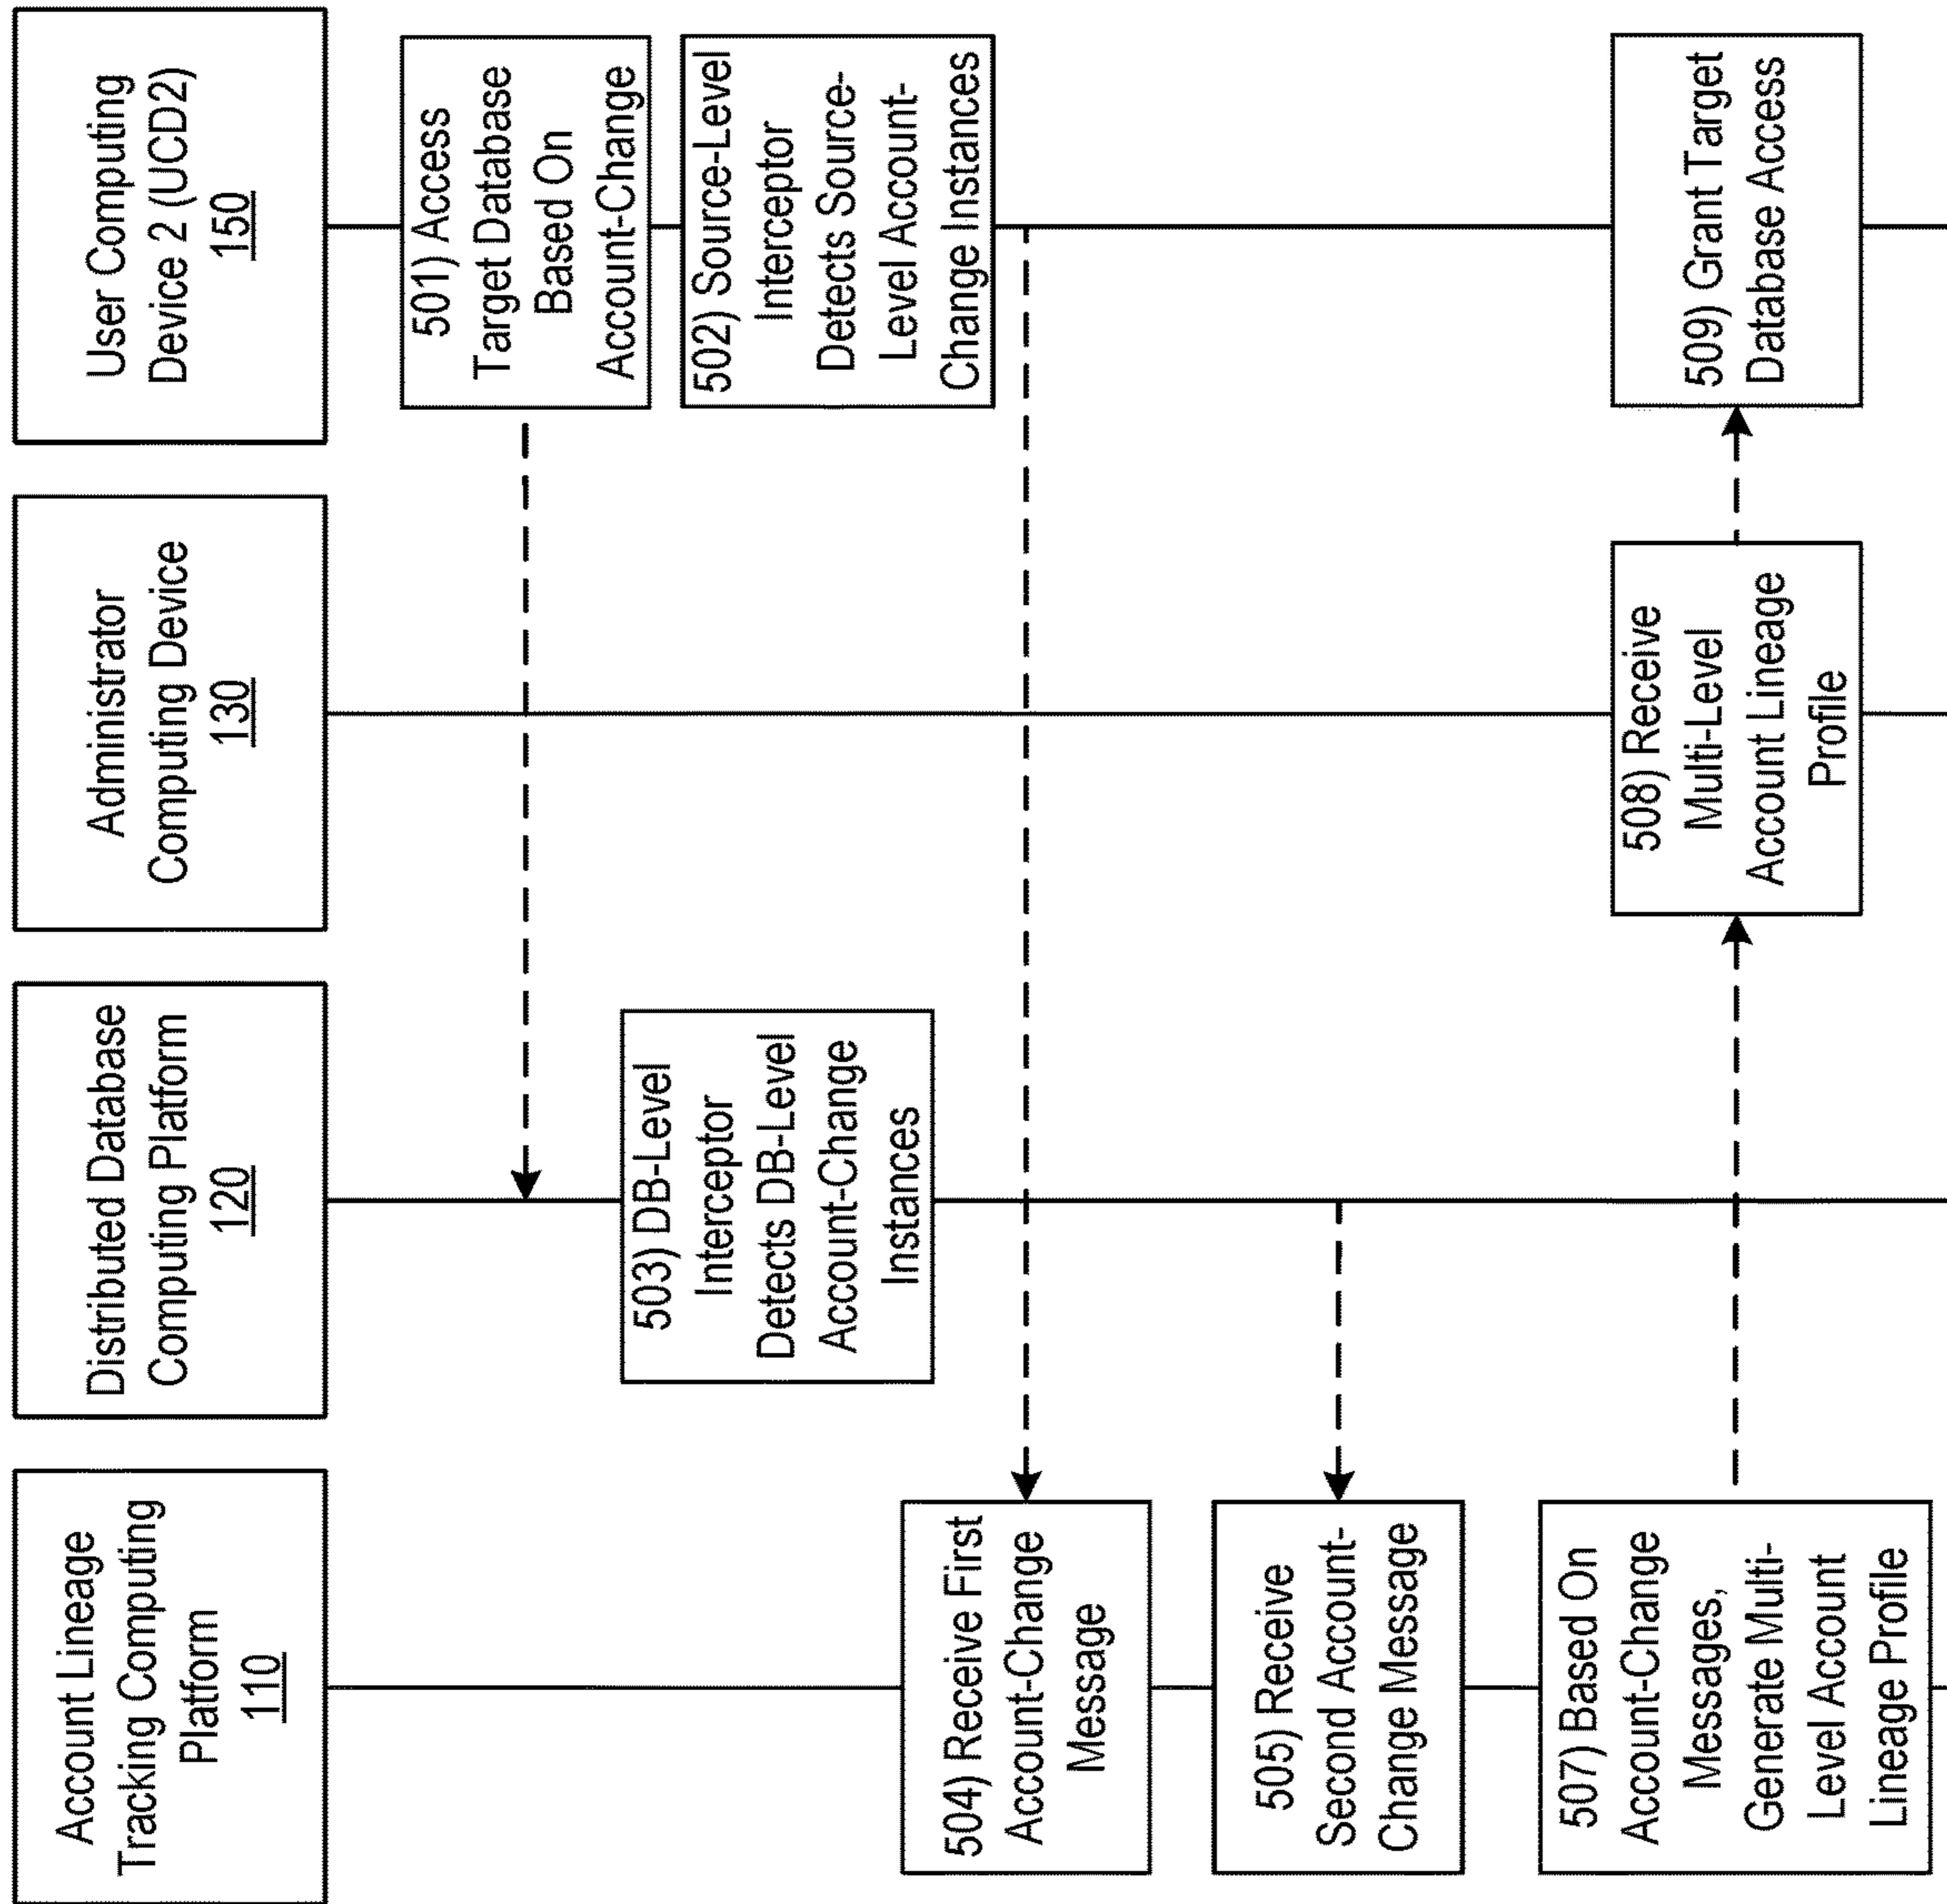 Account Lineage
Tracking Computing
Platform
110
Distributed Database
Computing Platform
120
Administrator
Computing Device
130
User Computing
Device 2 (UCD2)
150
501) Access
Target Database
Based On
Account-Change
502) Source-Level
Interceptor
Detects Source-
Level Account-
Change Instances
503) DB-Level
Interceptor
Detects DB-Level
Account-Change
Instances
504) Receive First
Account-Change
Message
505) Receive
Second Account-
Change Message
507) Based On
Account-Change
Messages,
Generate Multi-
Level Account
Lineage Profile
508) Receive
Multi-Level
Account Lineage
Profile
509) Grant Target
Database Access